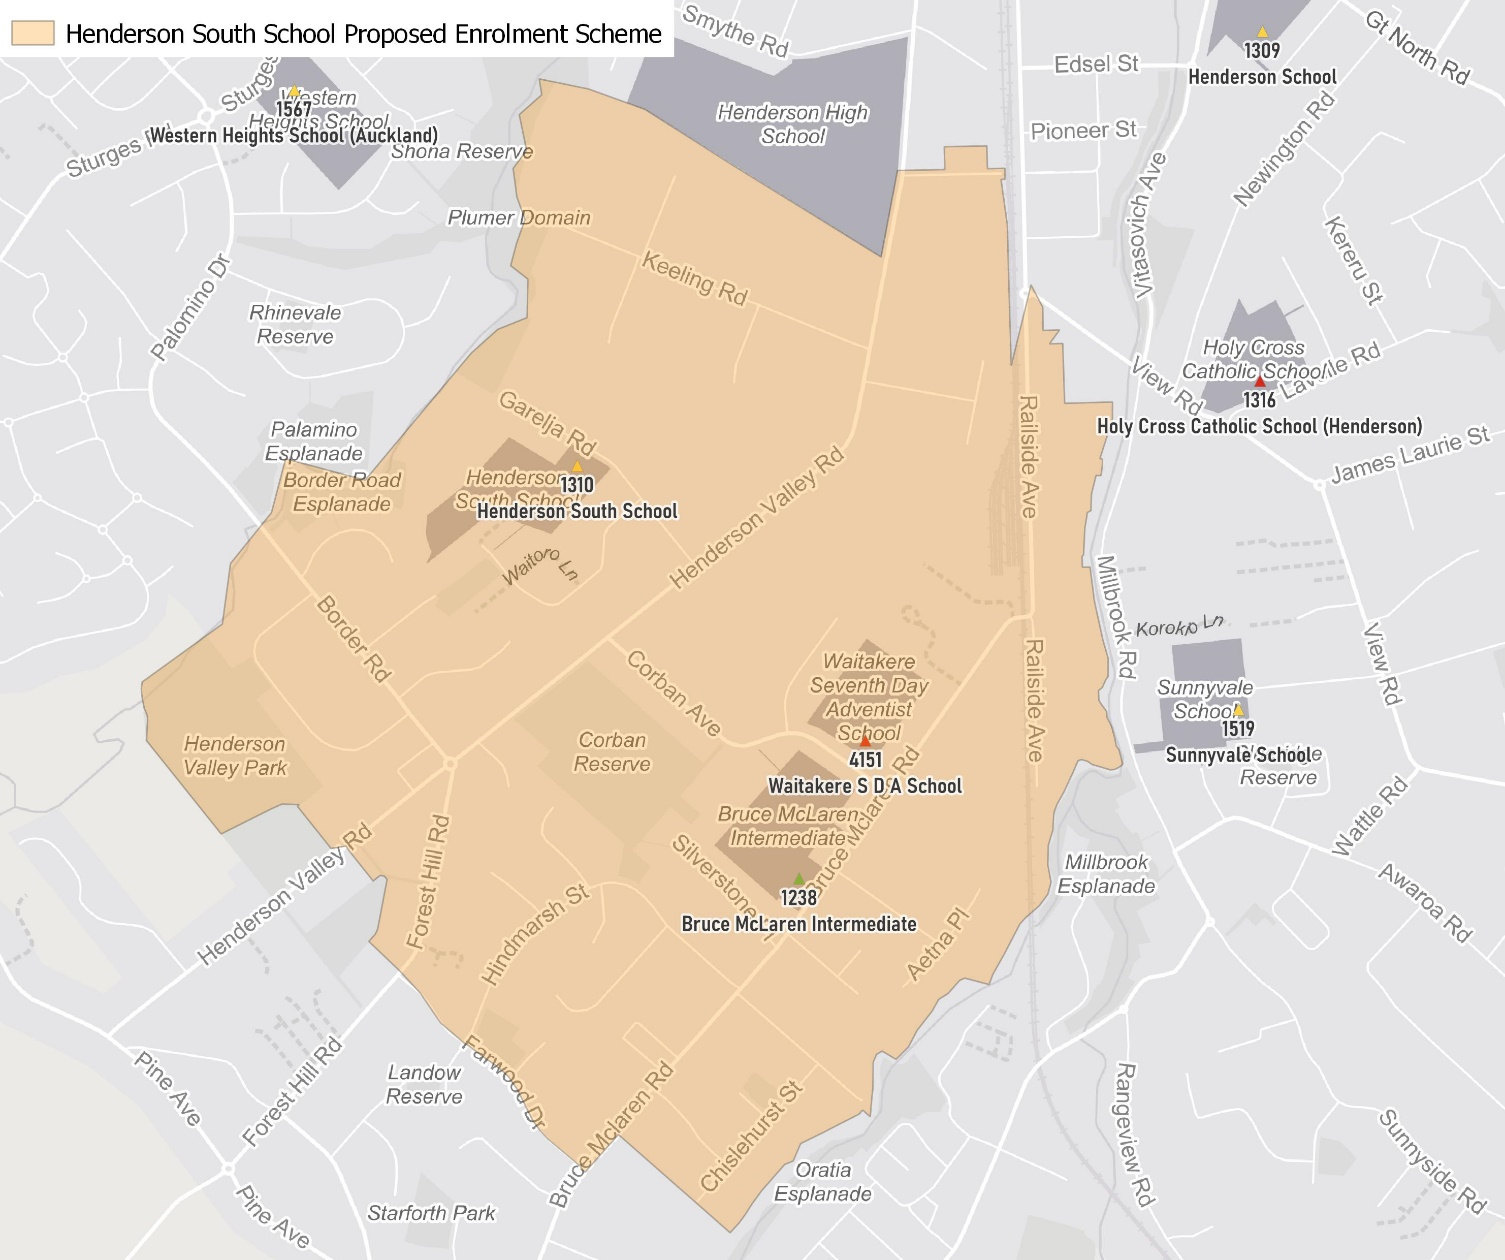 Henderson South School Proposed Enrolment Scheme
Smythe Rd
Gt North Rd
1309
Henderson School
Edsel St
Sturges
Western
Heights School
1567
Western Heights School (Auckland)
Sturges
Shona Reserve
Henderson High
School
Pioneer St
Newington Rd
Vitasovich Ave
Plumer Domain
Keeling Rd
Kereru St
Palomino Dr
Rhinevale
Reserve
Holy Cross
Catholic School
Rd
1316
Holy Cross Catholic School (Henderson)
View Rd
James Laurie St
Garelja Rd
Railside Ave
Palamino
Esplanade
Border Road
Esplanade
Henderson
South School
1310
Henderson South School
Henderson Valley Rd
Waitoro Ln
Border Rd
Millbrook Rd
Korokio Ln
View Rd
Corban Ave
Railside Ave
Waitakere
Seventh Day
Adventist
School
4151
Waitakere S D A School
Sunnyvale
School
1519
Sunnyvale School
Reserve
Henderson
Valley Park
Corban
Reserve
Bruce McLaren
Intermediate
Bruce Mclaren Rd
1238
Bruce McLaren Intermediate
Silverstone
Wattle Rd
Millbrook
Esplanade
Awaroa Rd
Henderson Valley Rd
Forest Hill Rd
Hindmarsh St
Aetna Pl
Farwood Dr
Landow
Reserve
Pine Ave
Forest Hill Rd
Bruce Mclaren Rd
Chislehurst St
Rangeview Rd
Sunnyside Rd
Oratia
Esplanade
Starforth Park
Pine Ave